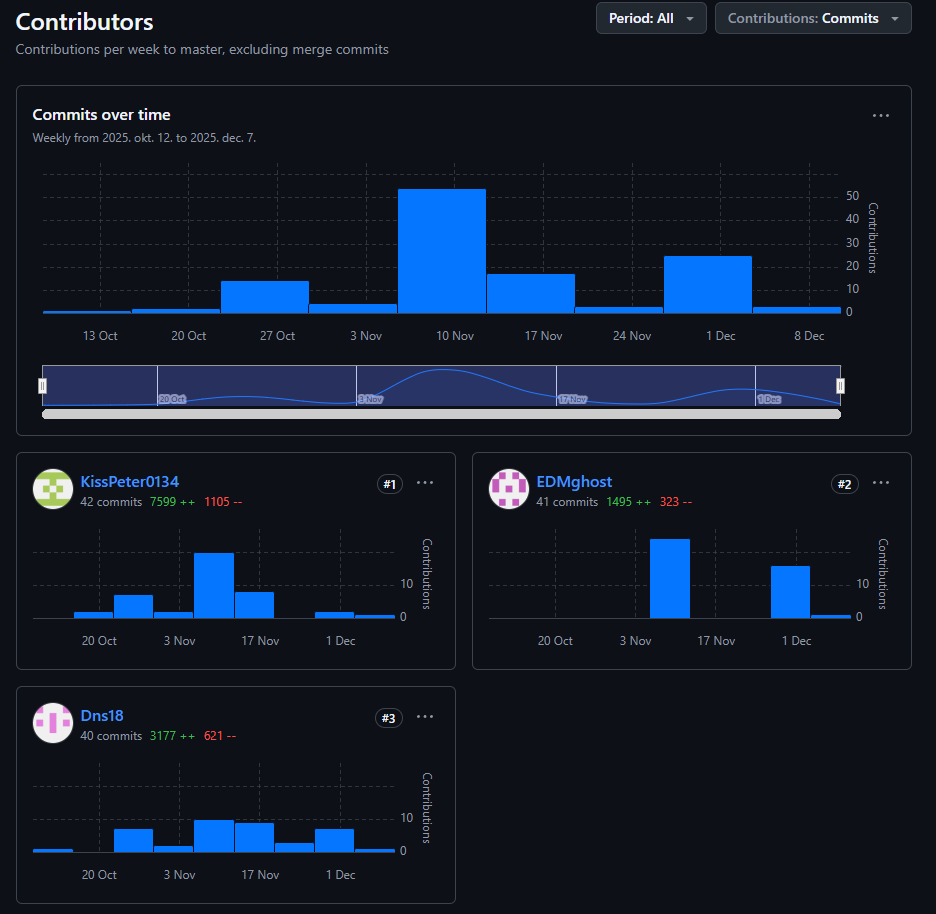 Contributors
Period: All
Contributions: Commits
Contributions per week to master, excluding merge commits
Commits over time
Weekly from 2025. okt. 12. to 2025. dec. 7.
50
40
30
20
10
0
Contributions
13 Oct 20 Oct 27 Oct 3 Nov 10 Nov 17 Nov 24 Nov 1 Dec 8 Dec
20 Oct 3 Nov 17 Nov 1 Dec
KissPeter0134
#1
42 commits 7599 ++ 1105 --
10
0
Contributions
20 Oct 3 Nov 17 Nov 1 Dec
EDMghost
#2
41 commits 1495 ++ 323 --
10
0
Contributions
20 Oct 3 Nov 17 Nov 1 Dec
Dns18
#3
40 commits 3177 ++ 621 --
10
0
Contributions
20 Oct 3 Nov 17 Nov 1 Dec